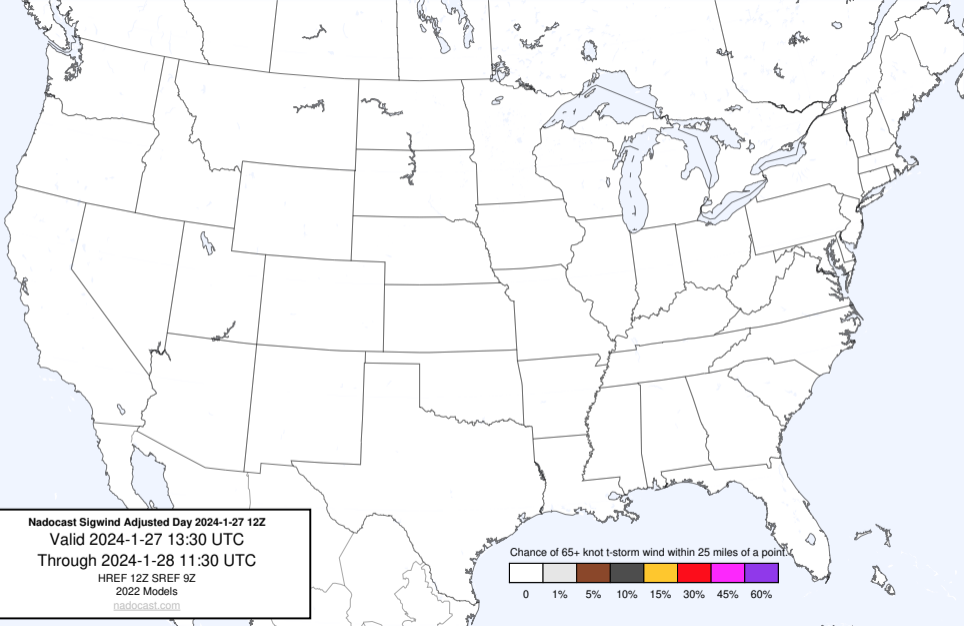 Nadocast Sigwind Adjusted Day 2024-1-27 12Z
Valid 2024-1-27 13:30 UTC
Through 2024-1-28 11:30 UTC
HREF 12Z SREF 9Z
2022 Models
nadocast.com
Chance of 65+ knot t-storm wind within 25 miles of a point.
0 1% 5% 10% 15% 30% 45% 60%